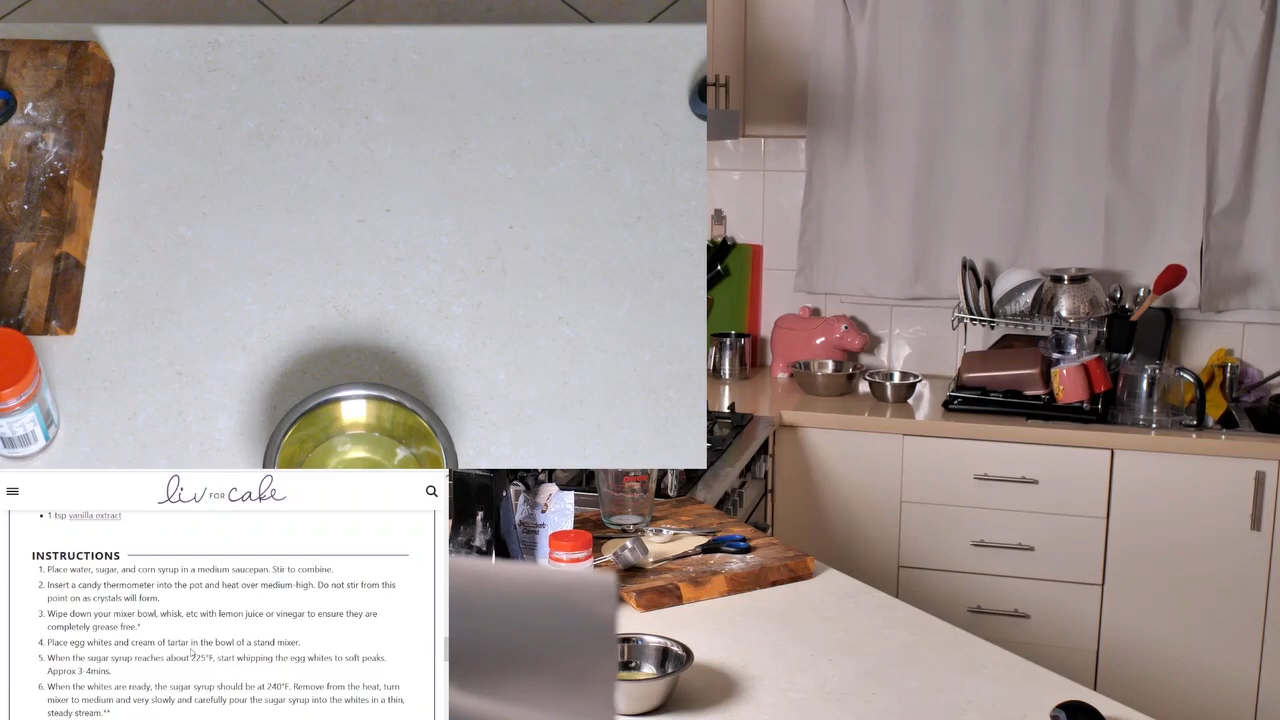 liv FOR cake
• 1 tsp vanilla extract
INSTRUCTIONS
1. Place water, sugar, and corn syrup in a medium saucepan. Stir to combine.
2. Insert a candy thermometer into the pot and heat over medium-high. Do not stir from this
point on as crystals will form.
3. Wipe down your mixer bowl, whisk, etc with lemon juice or vinegar to ensure they are
completely grease free.*
4. Place egg whites and cream of tartar in the bowl of a stand mixer.
5. When the sugar syrup reaches about 225°F, start whipping the egg whites to soft peaks.
Approx 3-4mins.
6. When the whites are ready, the sugar syrup should be at 240°F. Remove from the heat, turn
mixer to medium and very slowly and carefully pour the sugar syrup into the whites in a thin,
steady stream.**
PYREX